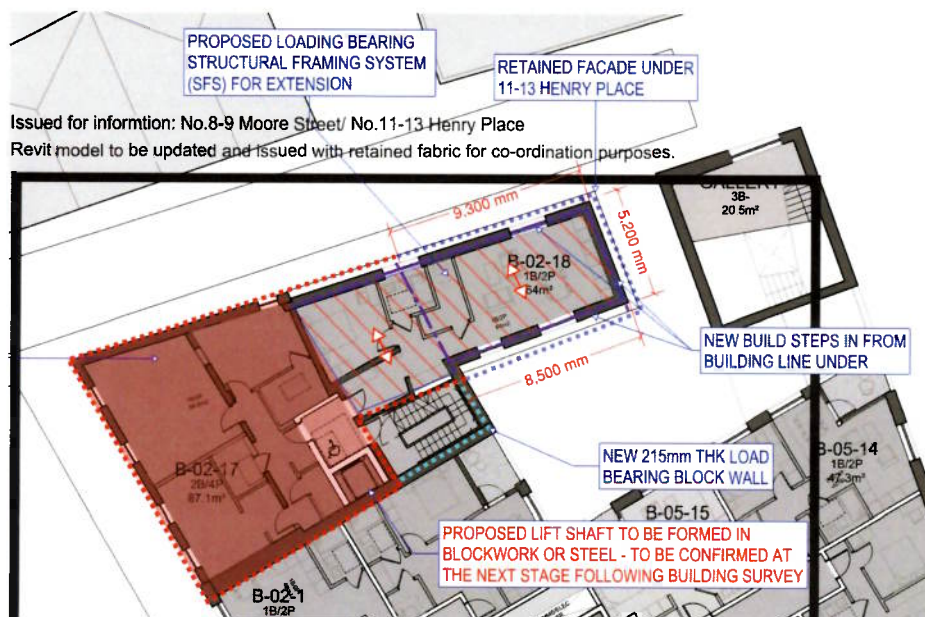 PROPOSED LOADING BEARING
STRUCTURAL FRAMING SYSTEM
(SFS) FOR EXTENSION
RETAINED FACADE UNDER
11-13 HENRY PLACE
Issued for informtion: No.8-9 Moore Street/ No.11-13 Henry Place
Revit model to be updated and issued with retained fabric for co-ordination purposes.
GALLERY
3B-
20.5m²
9,300 mm
5,200 mm
B-02-18
1B/2P
64m²
NEW BUILD STEPS IN FROM
BUILDING LINE UNDER
8,500 mm
B-02-17
2B/4P
87.1m²
NEW 215mm THK LOAD
BEARING BLOCK WALL
B-05-14
1B/2P
47.3m²
B-05-15
PROPOSED LIFT SHAFT TO BE FORMED IN
BLOCKWORK OR STEEL - TO BE CONFIRMED AT
THE NEXT STAGE FOLLOWING BUILDING SURVEY
B-02-1
1B/2P